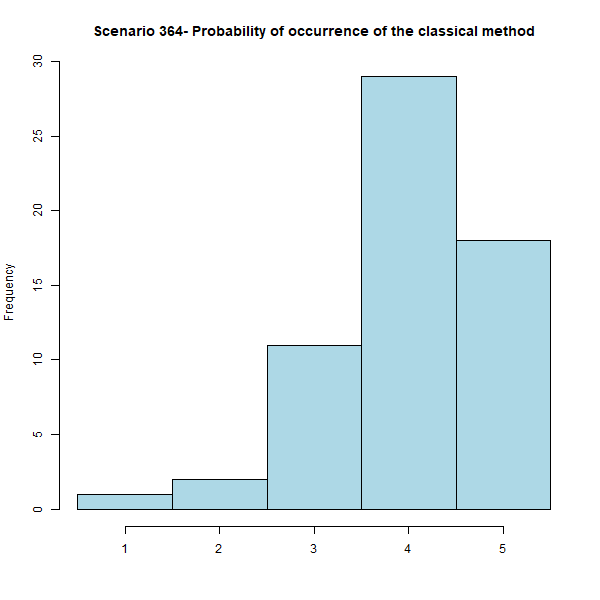 Scenario 364- Probability of occurrence of the classical method
Frequency
30
25
20
15
10
5
0
1 2 3 4 5